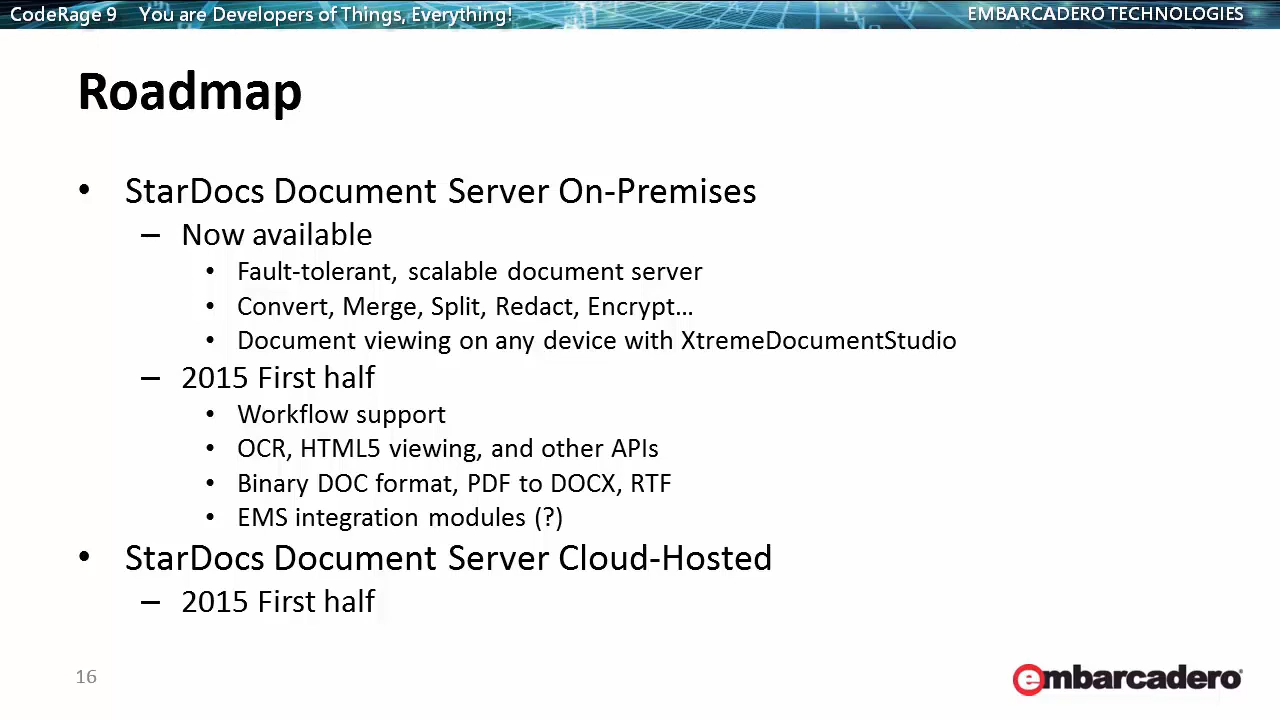 CodeRage 9 You are Developers of Things, Everything!
EMBARCADERO TECHNOLOGIES
Roadmap
• StarDocs Document Server On-Premises
– Now available
• Fault-tolerant, scalable document server
• Convert, Merge, Split, Redact, Encrypt…
• Document viewing on any device with XtremeDocumentStudio
– 2015 First half
• Workflow support
• OCR, HTML5 viewing, and other APIs
• Binary DOC format, PDF to DOCX, RTF
• EMS integration modules (?)
• StarDocs Document Server Cloud-Hosted
– 2015 First half
16
embarcadero